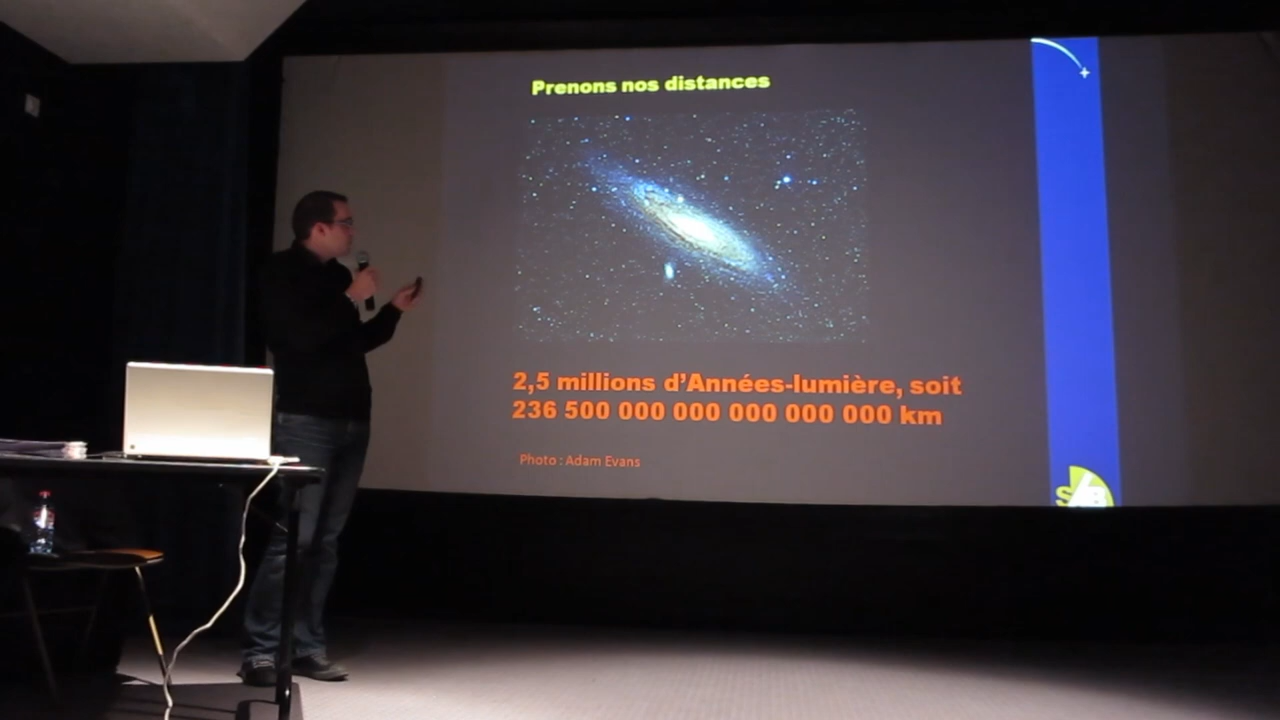 Prenons nos distances
2,5 millions d'Années-lumière, soit
236 500 000 000 000 000 000 km
Photo : Adam Evans
SAB